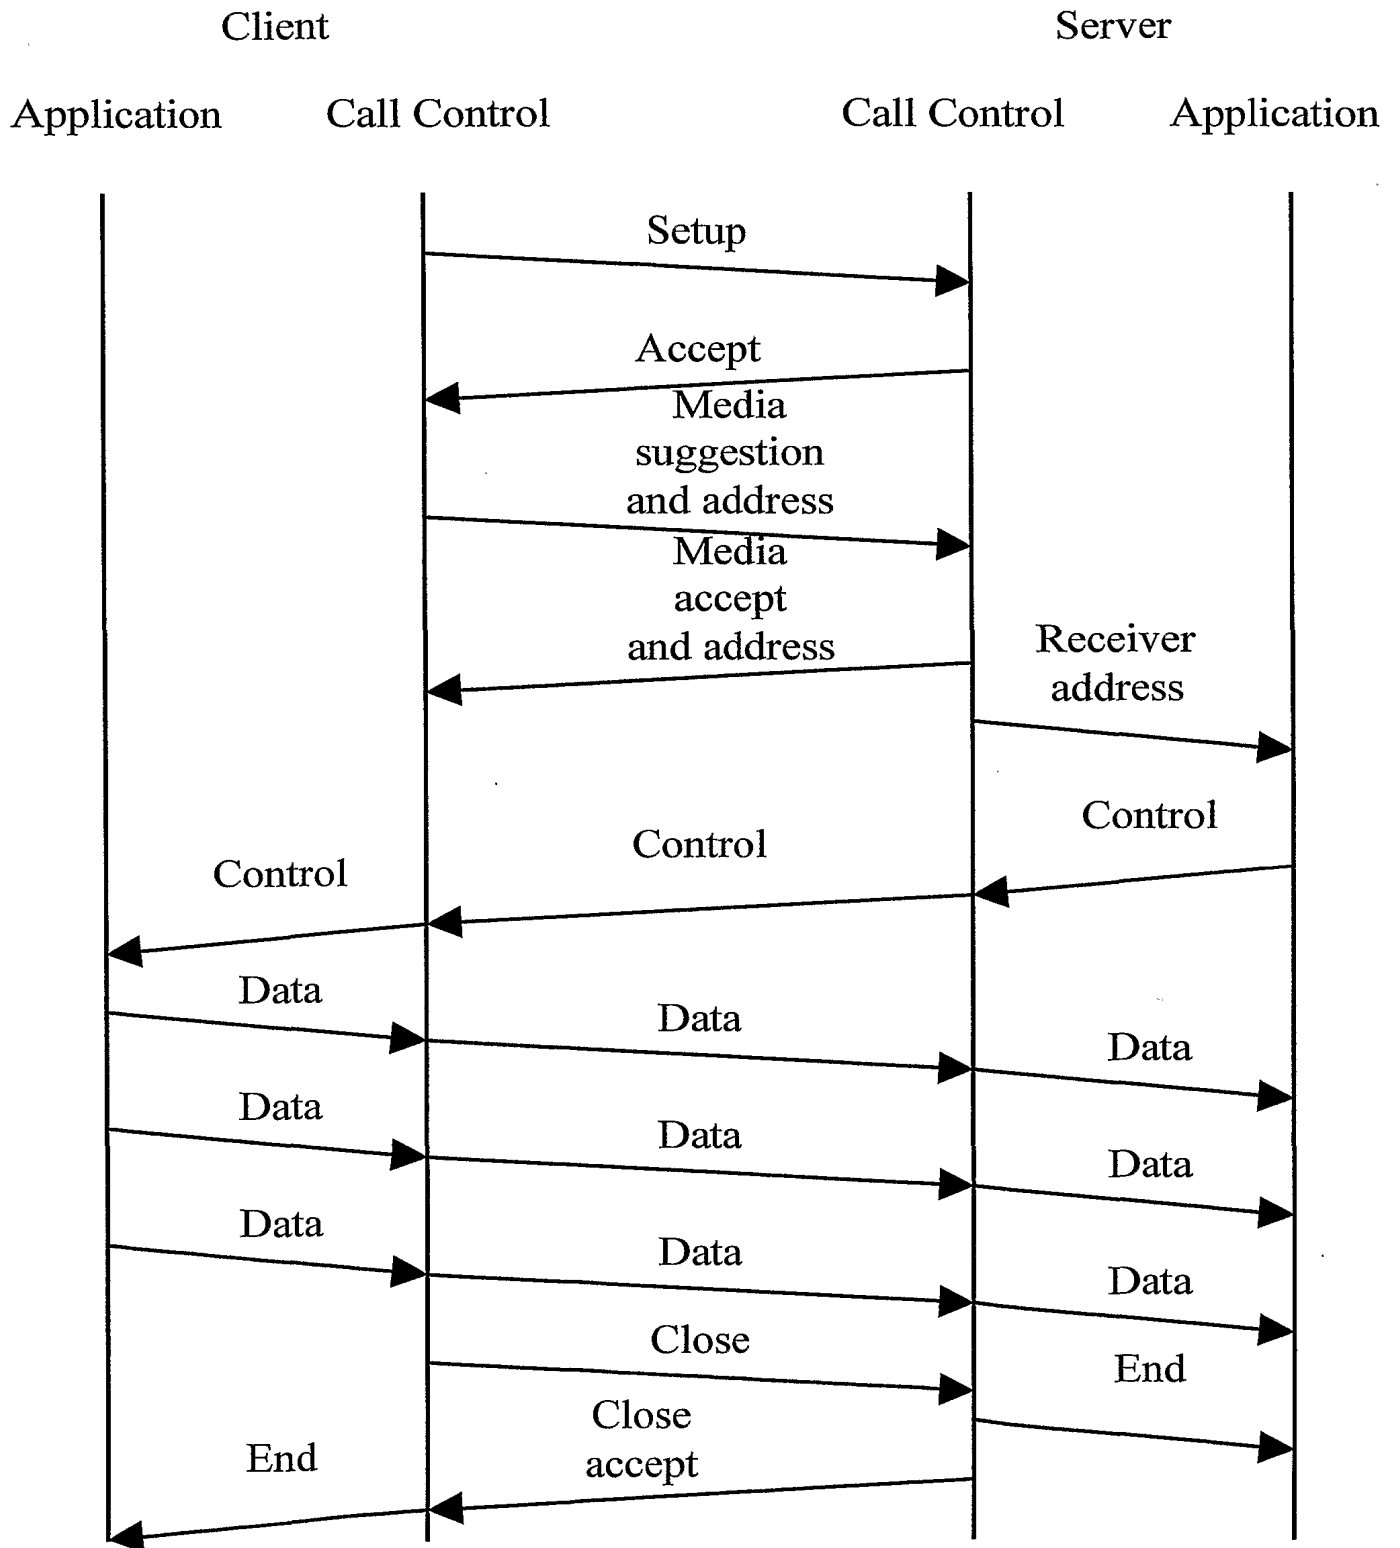 Client
Server
Application
Call Control
Call Control
Application
Setup
Accept
Media
suggestion
and address
Media
accept
and address
Receiver
address
Control
Control
Control
Data
Data
Data
Data
Data
Data
Data
Data
Data
Close
End
Close
accept
End